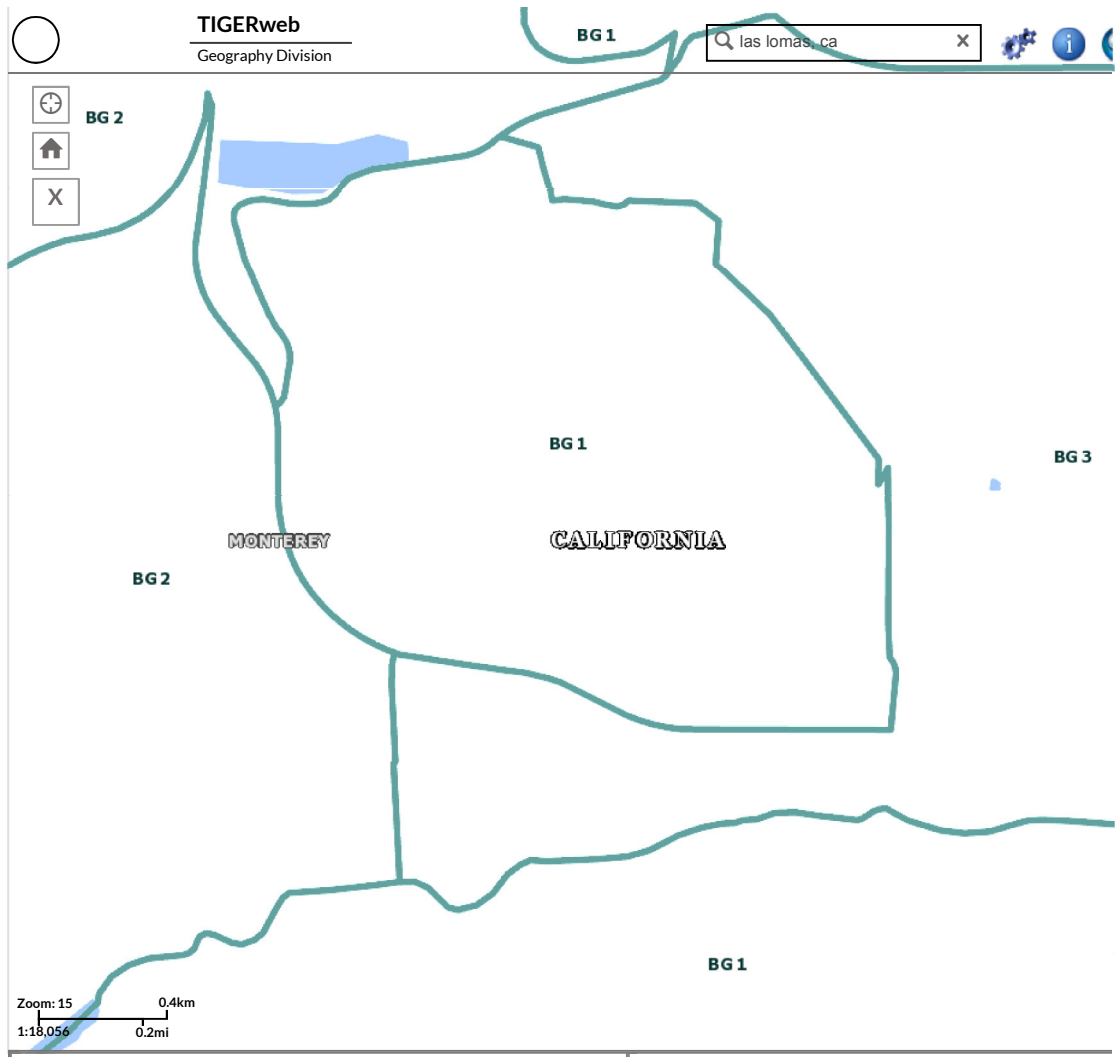 TIGERweb
Geography Division
BG 1
las lomas, ca
X
BG 2
X
BG 1
BG 3
MONTEREY
CALIFORNIA
BG 2
BG 1
Zoom: 15
0.4km
1:18,056
0.2mi